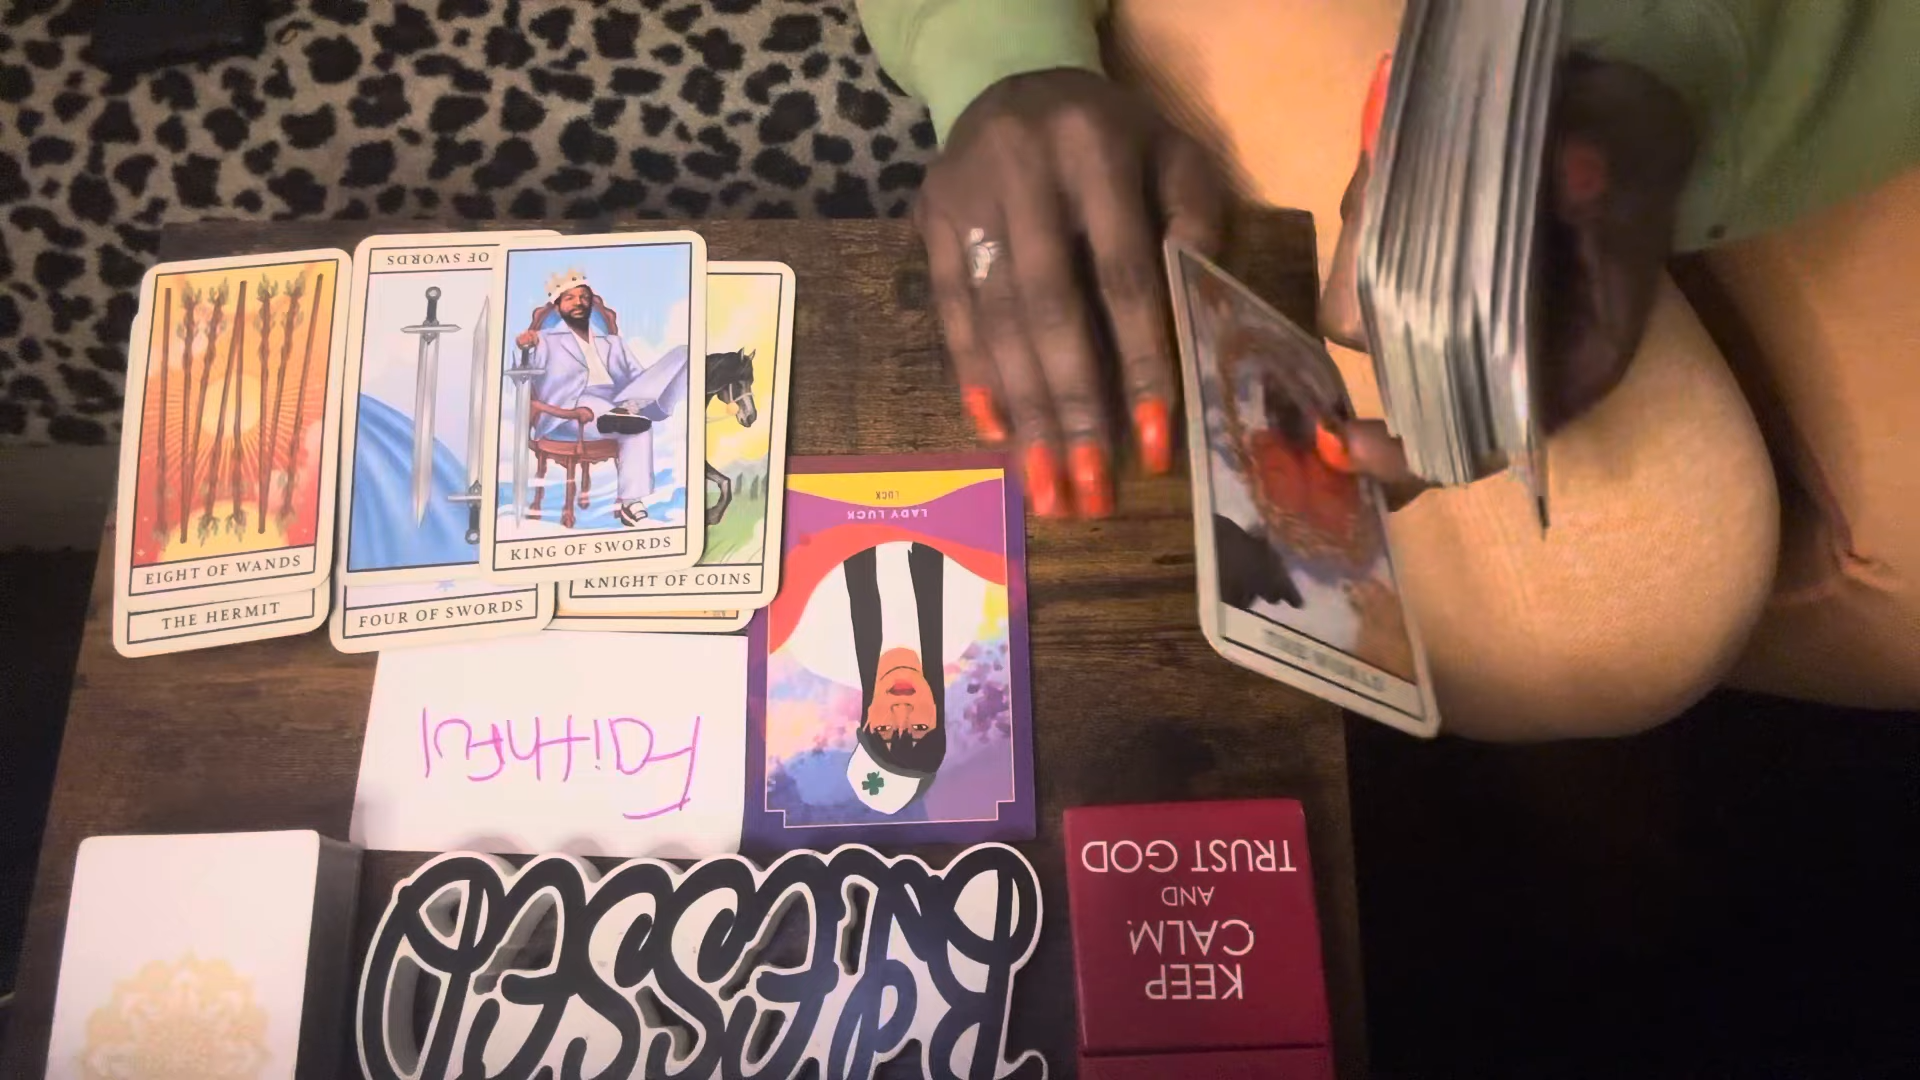 OF SWORDS
EIGHT OF WANDS
THE HERMIT
FOUR OF SWORDS
KING OF SWORDS
KNIGHT OF COINS
LADY LUCK
LUCK
Faithful
BLESSED
KEEP
CALM
AND
TRUST GOD